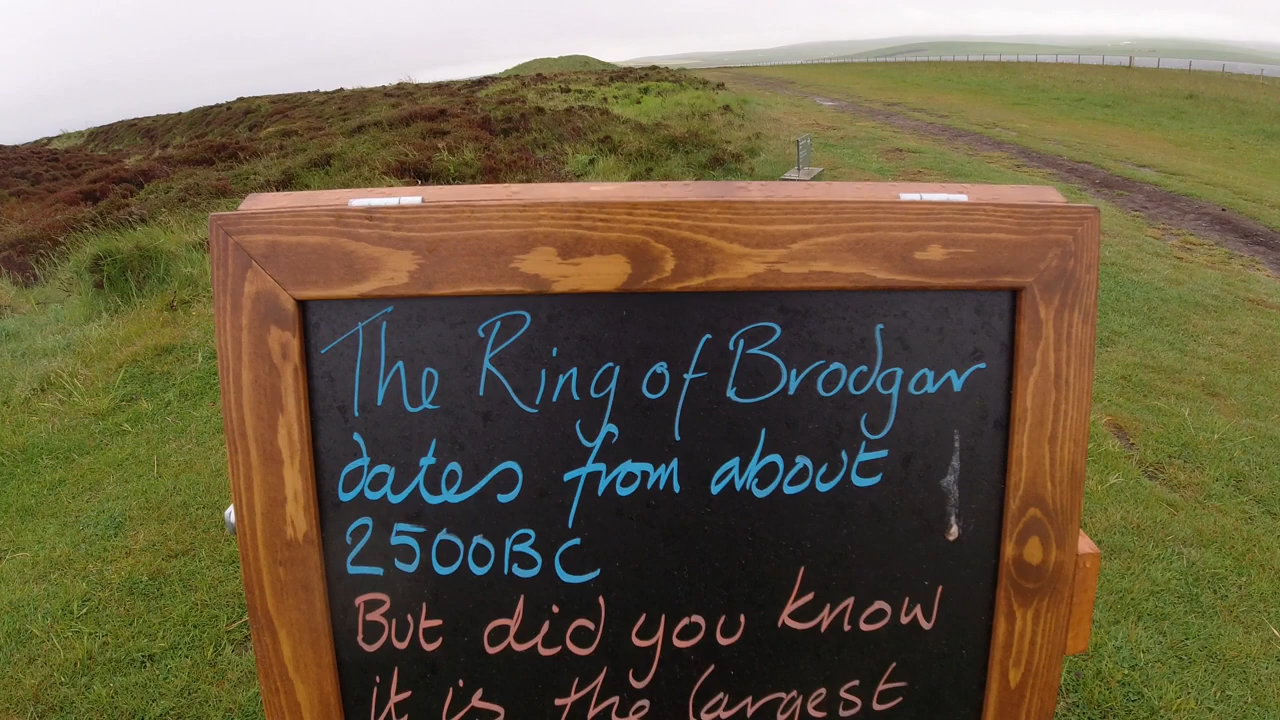 The Ring of Brodgar
dates from about
2500BC
But did you know
it is the largest